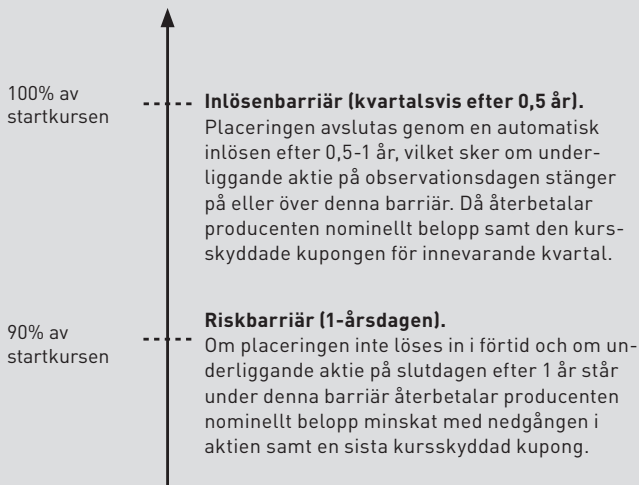 100% av
startkursen
Inlösenbarriär (kvartalsvis efter 0,5 år).
Placeringen avslutas genom en automatisk
inlösen efter 0,5-1 år, vilket sker om under-
liggande aktie på observationsdagen stänger
på eller över denna barriär. Då återbetalar
producenten nominellt belopp samt den kurs-
skyddade kupongen för innevarande kvartal.
90% av
startkursen
Riskbarriär (1-årsdagen).
Om placeringen inte löses in i förtid och om un-
derliggande aktie på slutdagen efter 1 år står
under denna barriär återbetalar producenten
nominellt belopp minskat med nedgången i
aktien samt en sista kursskyddad kupong.